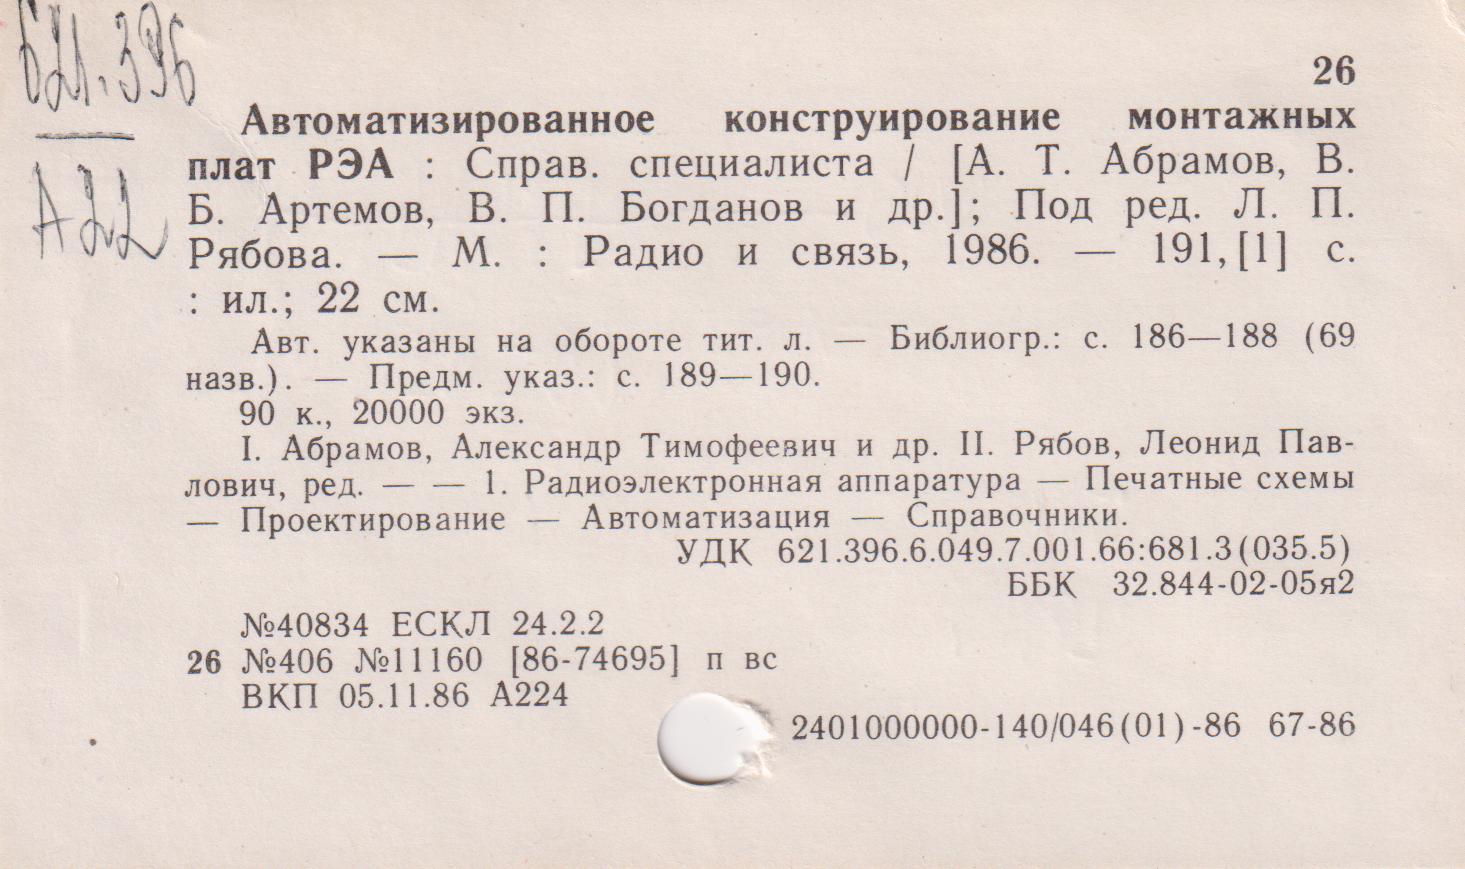 621.396
А22
26
Автоматизированное конструирование монтажных
плат РЭА : Справ. специалиста / [А. Т. Абрамов, В.
Б. Артемов, В. П. Богданов и др.]; Под ред. Л. П.
Рябова. — М. : Радио и связь, 1986. — 191,[1] с.
: ил.; 22 см.
Авт. указаны на обороте тит. л. — Библиогр.: с. 186—188 (69
назв.). — Предм. указ.: с. 189—190.
90 к., 20000 экз.
I. Абрамов, Александр Тимофеевич и др. II. Рябов, Леонид Пав-
лович, ред. — — 1. Радиоэлектронная аппаратура — Печатные схемы
— Проектирование — Автоматизация — Справочники.
УДК 621.396.6.049.7.001.66:681.3(035.5)
ББК 32.844-02-05я2
№40834 ЕСКЛ 24.2.2
26 №406 №11160 [86-74695] п вс
ВКП 05.11.86 А224
2401000000-140/046(01)-86 67-86